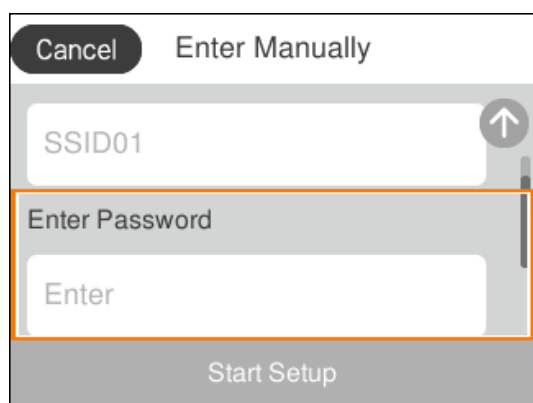 Cancel Enter Manually
SSID01
Enter Password
Enter
Start Setup